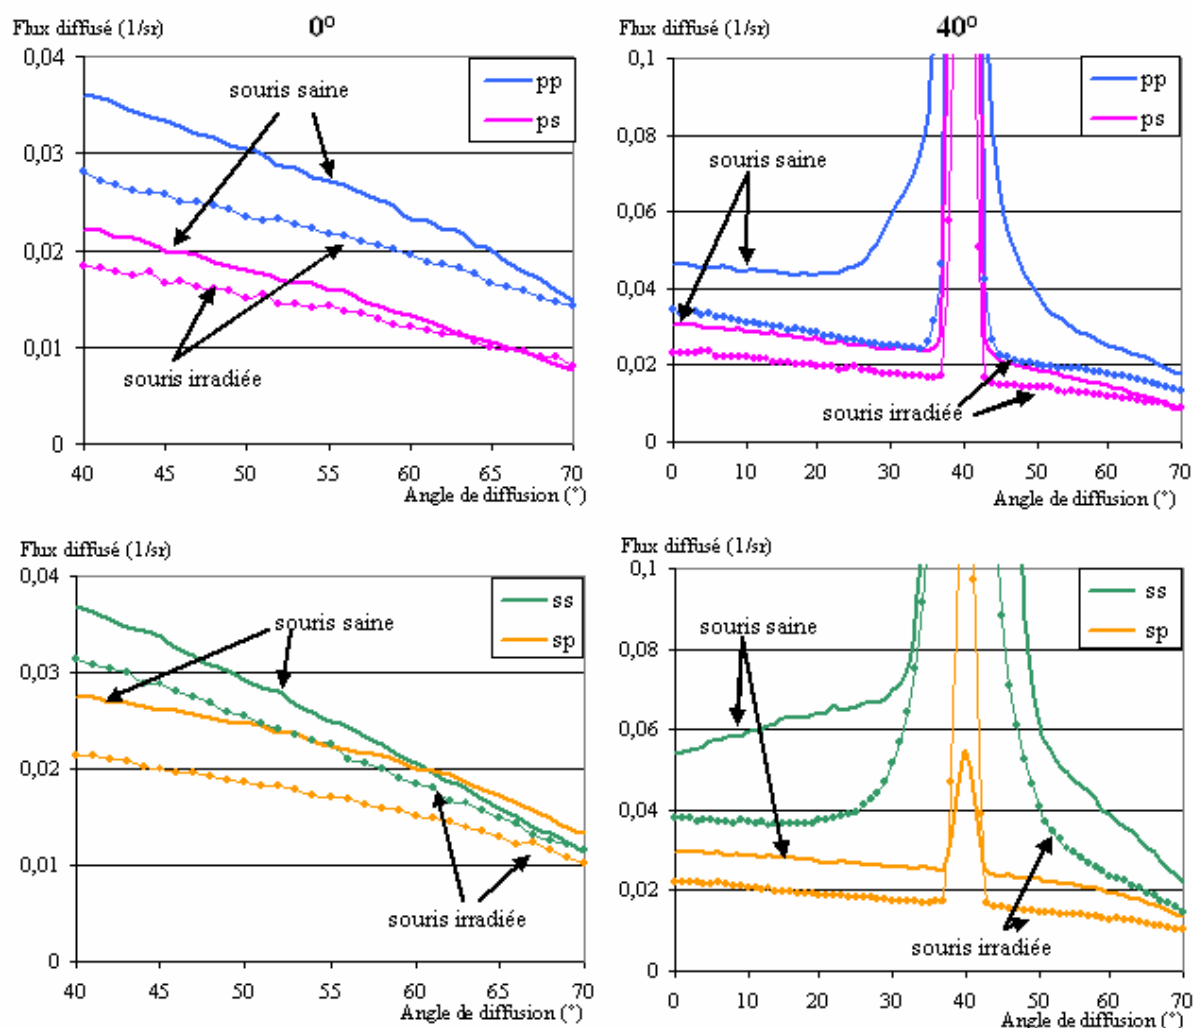 Flux diffusé (1/sr)
0°
0,04
0,03
0,02
0,01
0
souris saine
pp
ps
souris irradiée
40 45 50 55 60 65 70
Angle de diffusion (°)
Flux diffusé (1/sr)
40°
0,1
0,08
0,06
0,04
0,02
0
souris saine
pp
ps
souris irradiée
0 10 20 30 40 50 60 70
Angle de diffusion (°)
Flux diffusé (1/sr)
0,04
0,03
0,02
0,01
0
souris saine
ss
sp
souris irradiée
40 45 50 55 60 65 70
Angle de diffusion (°)
Flux diffusé (1/sr)
0,1
0,08
0,06
0,04
0,02
0
souris saine
ss
sp
souris irradiée
0 10 20 30 40 50 60 70
Angle de diffusion (°)